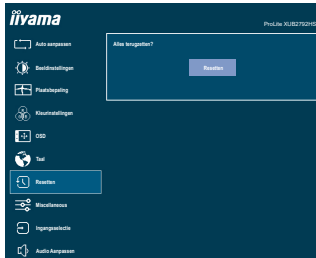 iiyama
ProLite XUB2792HS
Auto aanpassen
Alles terugzetten?
Beeldinstellingen
Resetten
Plaatsbepaling
Kleurinstellingen
OSD
Taal
Resetten
Miscellaneous
Ingangsselectie
Audio Aanpassen